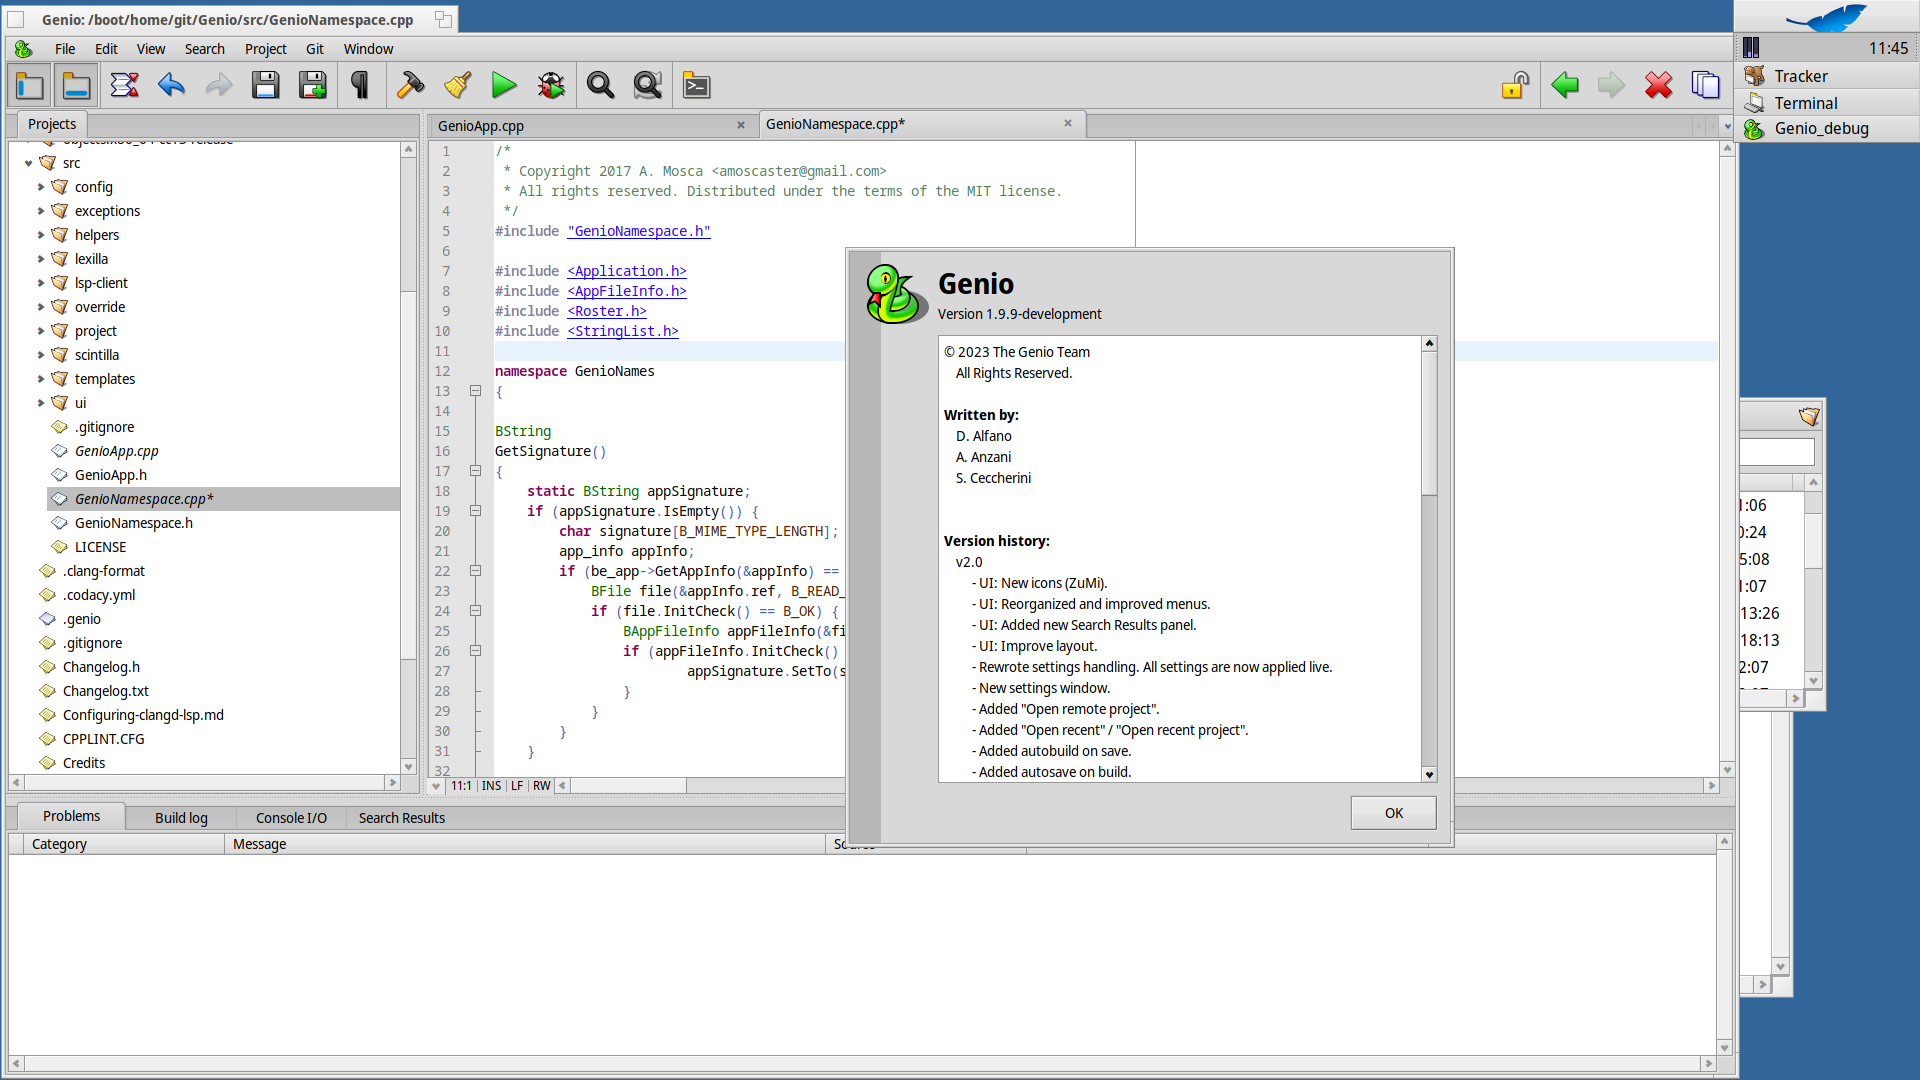 Genio: /boot/home/git/Genio/src/GenioNamespace.cpp
File Edit View Search Project Git Window
11:45
Tracker
Terminal
Genio_debug
Projects
src
config
exceptions
helpers
lexilla
lsp-client
override
project
scintilla
templates
ui
.gitignore
GenioApp.cpp
GenioApp.h
GenioNamespace.cpp*
GenioNamespace.h
LICENSE
.clang-format
.codacy.yml
.genio
.gitignore
Changelog.h
Changelog.txt
Configuring-clangd-lsp.md
CPPLINT.CFG
Credits
GenioApp.cpp
GenioNamespace.cpp*
1 /*
2 * Copyright 2017 A. Mosca <amoscaster@gmail.com>
3 * All rights reserved. Distributed under the terms of the MIT license.
4 */
5 #include "GenioNamespace.h"
6
7 #include <Application.h>
8 #include <AppFileInfo.h>
9 #include <Roster.h>
10 #include <StringList.h>
11
12 namespace GenioNames
13 {
14
15 BString
16 GetSignature()
17 {
18 static BString appSignature;
19 if (appSignature.IsEmpty()) {
20 char signature[B_MIME_TYPE_LENGTH];
21 app_info appInfo;
22 if (be_app->GetAppInfo(&appInfo) ==
23 BFile file(&appInfo.ref, B_READ_
24 if (file.InitCheck() == B_OK) {
25 BAppFileInfo appFileInfo(&fi
26 if (appFileInfo.InitCheck()
27 appSignature.SetTo(s
28 }
29 }
30 }
31 }
32
11:1 INS LF RW
Genio
Version 1.9.9-development
© 2023 The Genio Team
All Rights Reserved.
Written by:
D. Alfano
A. Anzani
S. Ceccherini
Version history:
v2.0
- UI: New icons (ZuMi).
- UI: Reorganized and improved menus.
- UI: Added new Search Results panel.
- UI: Improve layout.
- Rewrote settings handling. All settings are now applied live.
- New settings window.
- Added "Open remote project".
- Added "Open recent" / "Open recent project".
- Added autobuild on save.
- Added autosave on build.
OK
1:06
0:24
5:08
1:07
13:26
18:13
2:07
Problems Build log Console I/O Search Results
Category Message Source